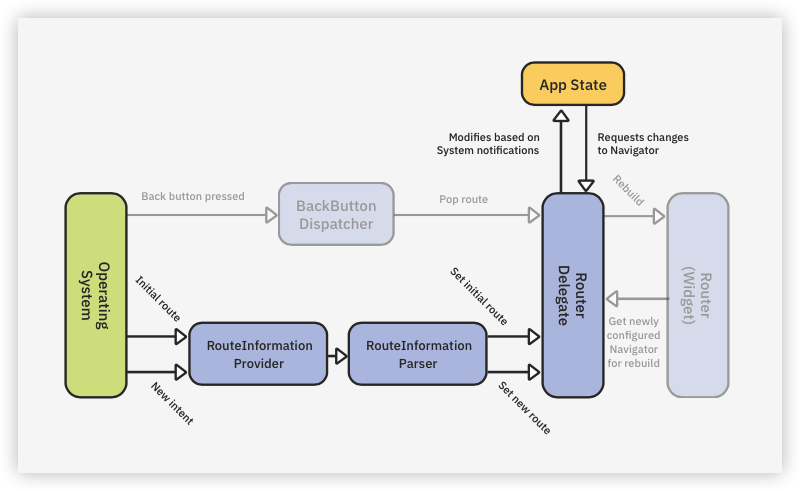 App State
Modifies based on
System notifications
Requests changes
to Navigator
Back button pressed
BackButton
Dispatcher
Pop route
Rebuild
Operating
System
Initial route
New intent
RouteInformation
Provider
RouteInformation
Parser
Set initial route
Set new route
Router
Delegate
Router
(Widget)
Get newly
configured
Navigator
for rebuild